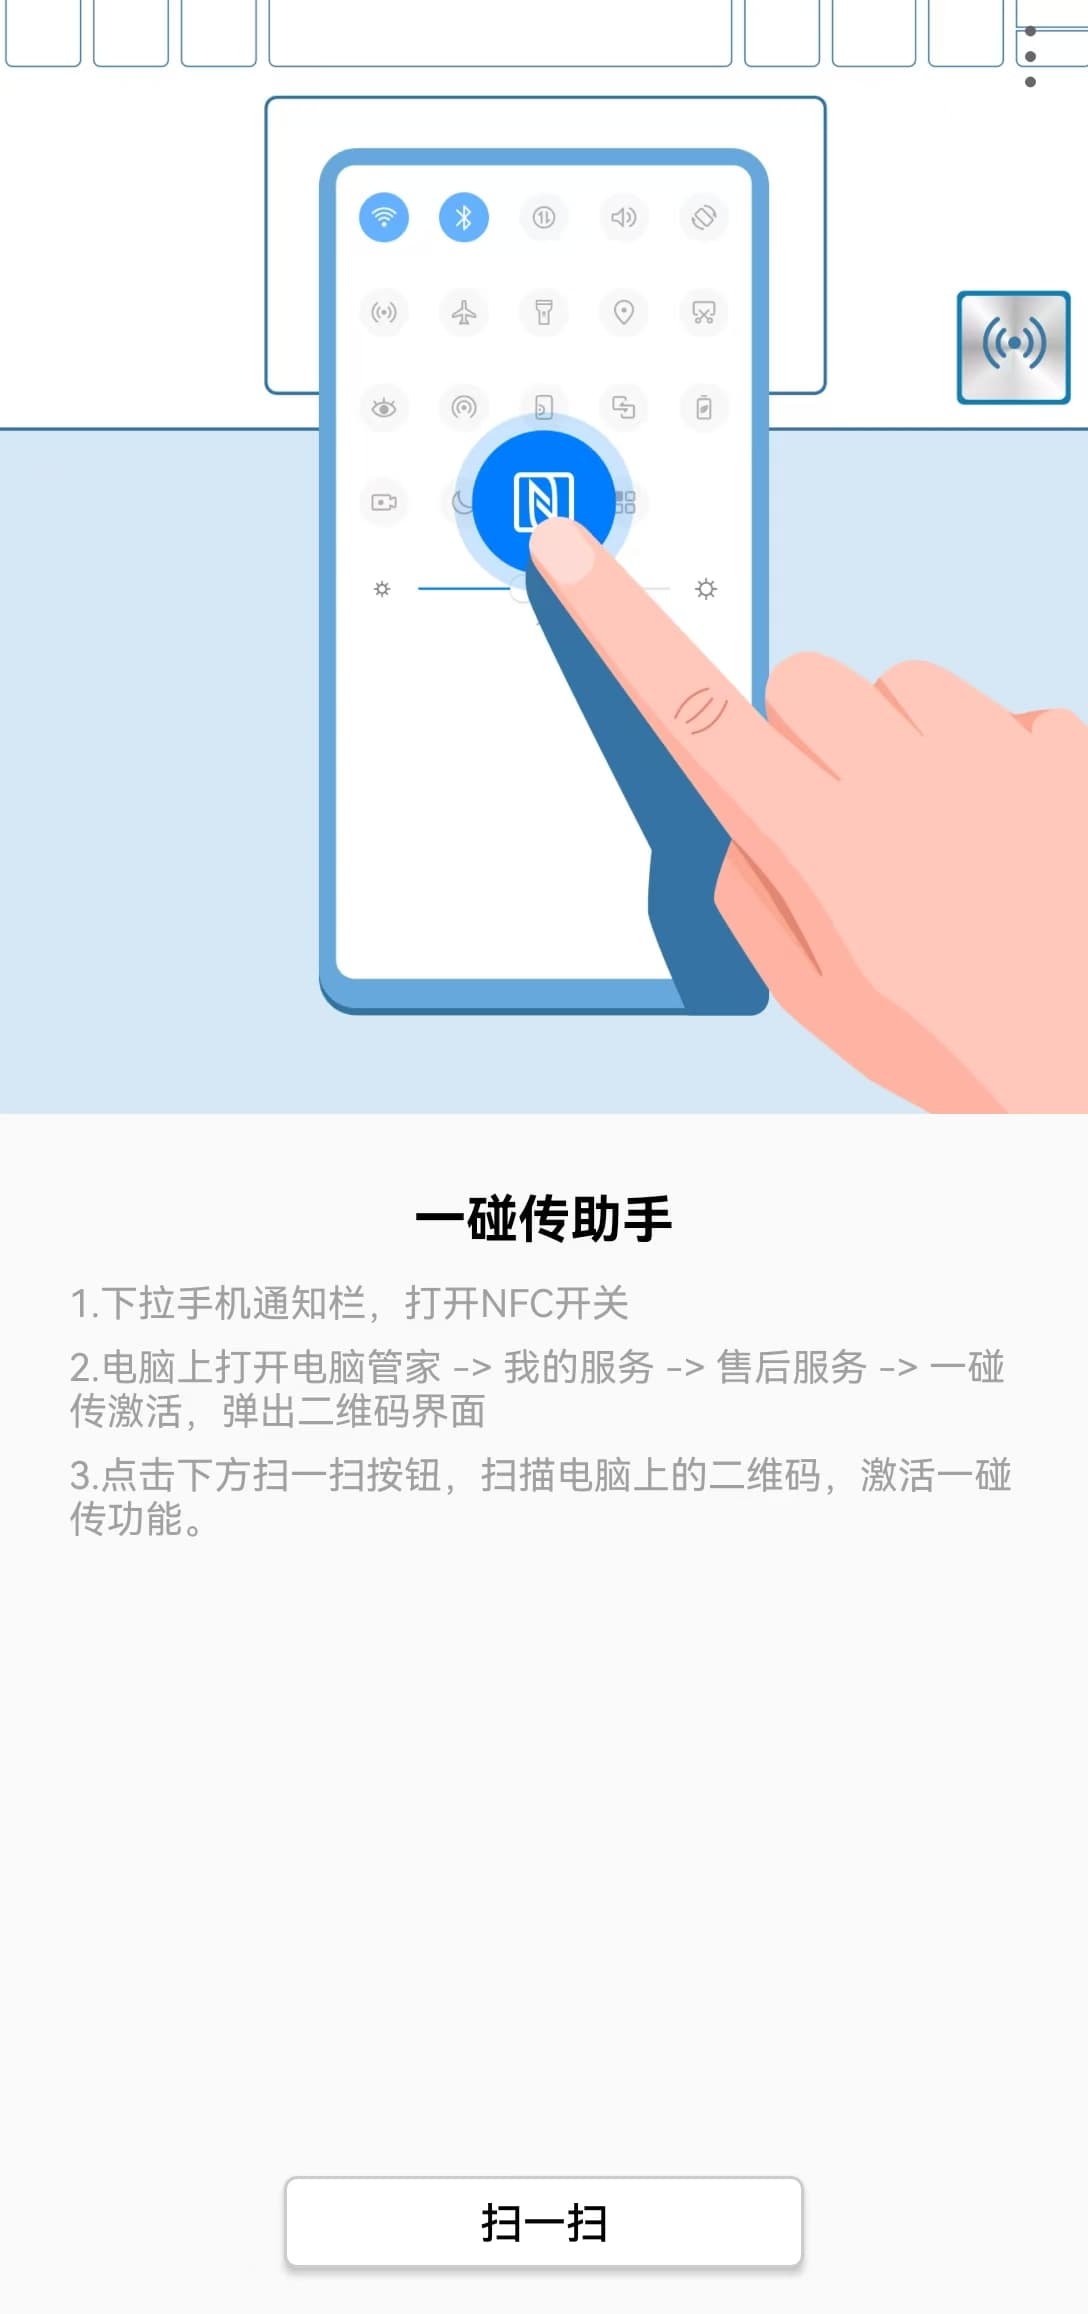 一碰传助手
1.下拉手机通知栏，打开NFC开关
2.电脑上打开电脑管家 -> 我的服务 -> 售后服务 -> 一碰
传激活，弹出二维码界面
3.点击下方扫一扫按钮，扫描电脑上的二维码，激活一碰
传功能。
扫一扫